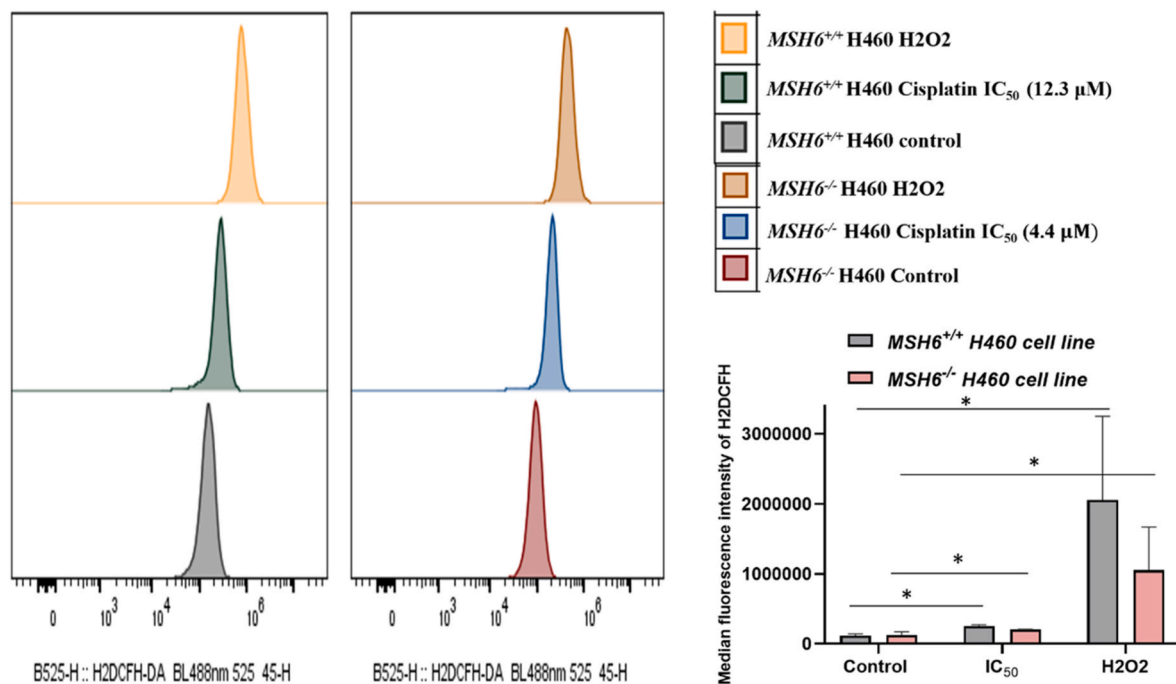 MSH6+/+ H460 H2O2
MSH6+/+ H460 Cisplatin IC50 (12.3 µM)
MSH6+/+ H460 control
MSH6-/- H460 H2O2
MSH6-/- H460 Cisplatin IC50 (4.4 µM)
MSH6-/- H460 Control
0 10³ 10⁴ 10⁶
B525-H :: H2DCFH-DA BL488nm 525 45-H
0 10³ 10⁴ 10⁶
B525-H :: H2DCFH-DA BL488nm 525 45-H
MSH6+/+ H460 cell line
MSH6-/- H460 cell line
Median fluorescence intensity of H2DCFH
3000000
2000000
1000000
0
*
*
*
*
Control IC50 H2O2